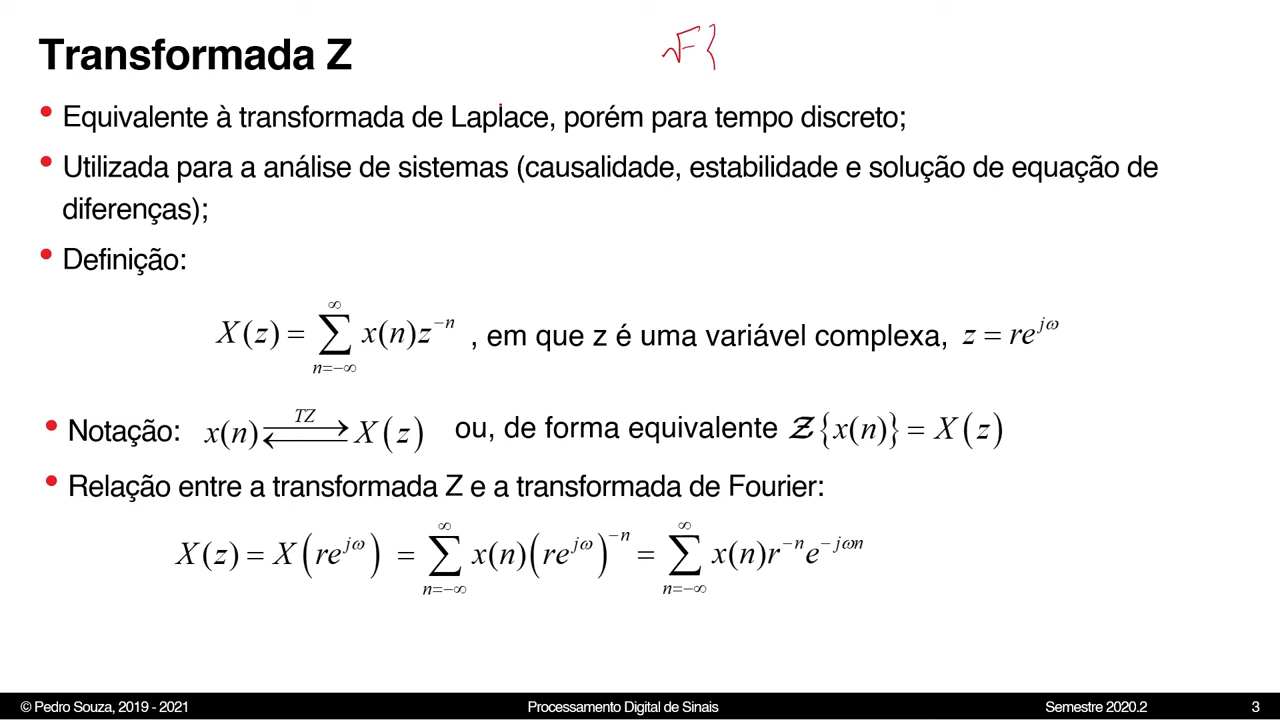 Transformada Z
• Equivalente à transformada de Laplace, porém para tempo discreto;
• Utilizada para a análise de sistemas (causalidade, estabilidade e solução de equação de
diferenças);
• Definição:
X(z) = ∑_{n=−∞}^{∞} x(n)z^{−n} , em que z é uma variável complexa, z = re^{jω}
• Notação: x(n) ⇄^{TZ} X(z) ou, de forma equivalente 𝓩{x(n)} = X(z)
• Relação entre a transformada Z e a transformada de Fourier:
X(z) = X(re^{jω}) = ∑_{n=−∞}^{∞} x(n)(re^{jω})^{−n} = ∑_{n=−∞}^{∞} x(n)r^{−n}e^{−jωn}
© Pedro Souza, 2019 - 2021 Processamento Digital de Sinais Semestre 2020.2 3